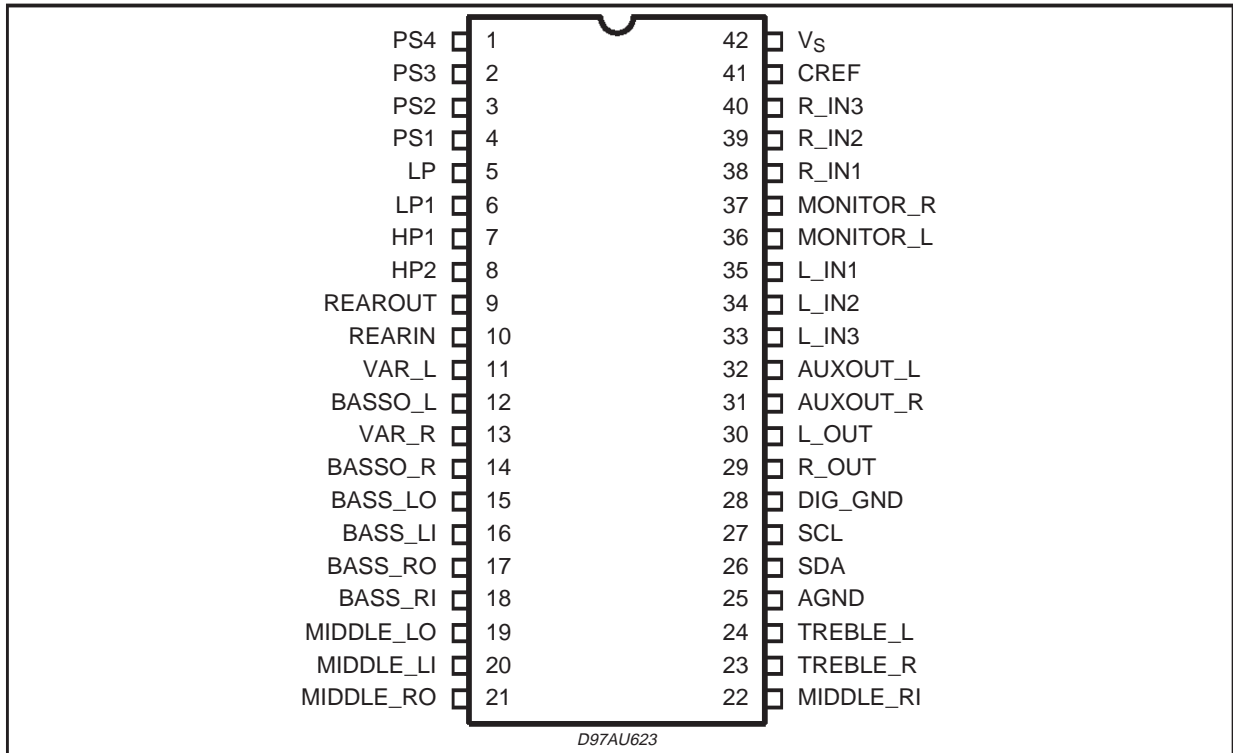 PS4 1 42 VS
PS3 2 41 CREF
PS2 3 40 R_IN3
PS1 4 39 R_IN2
LP 5 38 R_IN1
LP1 6 37 MONITOR_R
HP1 7 36 MONITOR_L
HP2 8 35 L_IN1
REAROUT 9 34 L_IN2
REARIN 10 33 L_IN3
VAR_L 11 32 AUXOUT_L
BASSO_L 12 31 AUXOUT_R
VAR_R 13 30 L_OUT
BASSO_R 14 29 R_OUT
BASS_LO 15 28 DIG_GND
BASS_LI 16 27 SCL
BASS_RO 17 26 SDA
BASS_RI 18 25 AGND
MIDDLE_LO 19 24 TREBLE_L
MIDDLE_LI 20 23 TREBLE_R
MIDDLE_RO 21 22 MIDDLE_RI
D97AU623